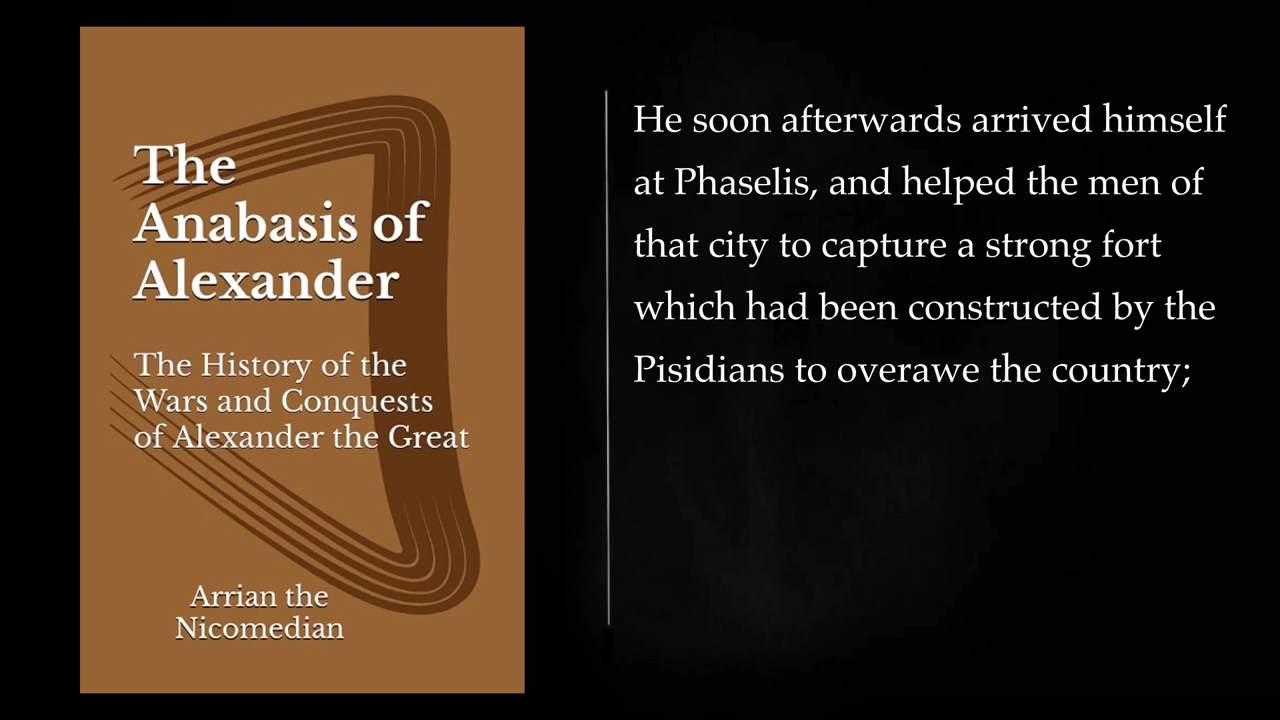 The
Anabasis of
Alexander
The History of the
Wars and Conquests
of Alexander the Great
Arrian the
Nicomedian
He soon afterwards arrived himself
at Phaselis, and helped the men of
that city to capture a strong fort
which had been constructed by the
Pisidians to overawe the country;